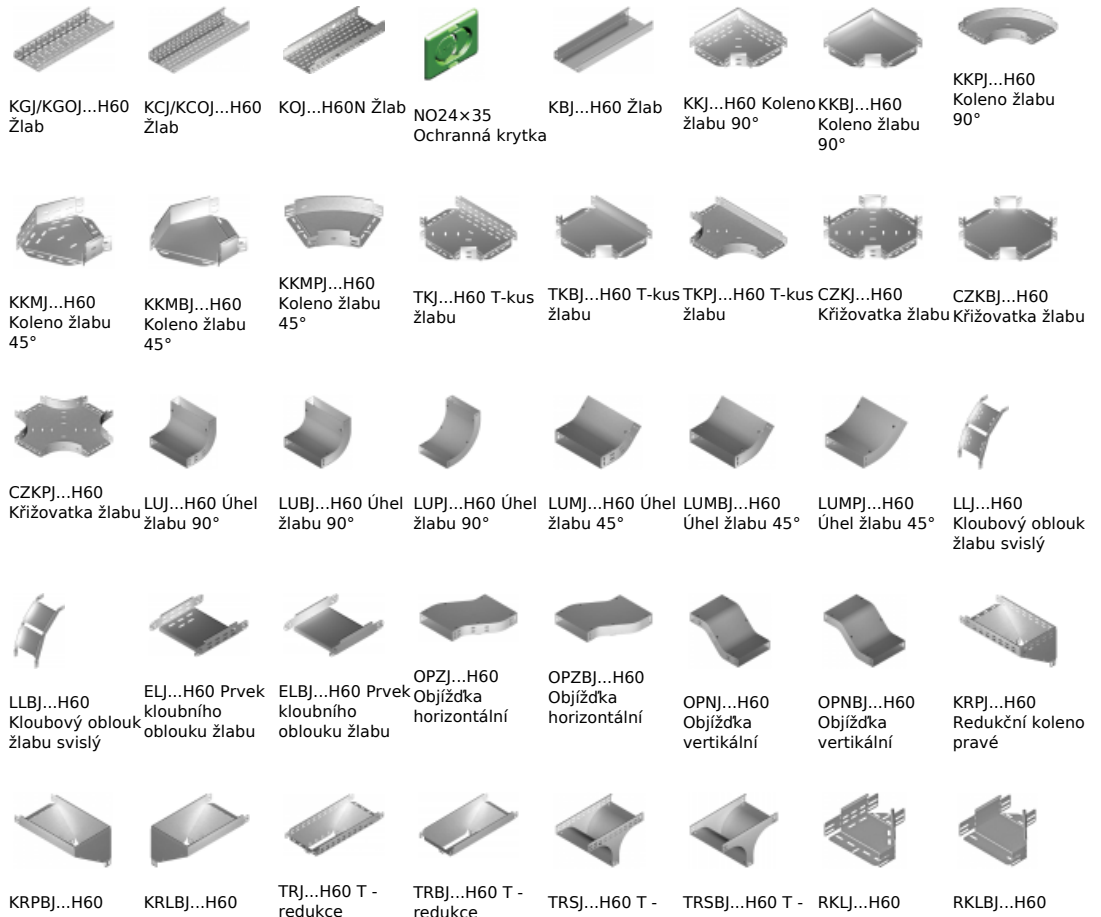 KGJ/KGOJ...H60
Žlab
KCJ/KCOJ...H60
Žlab
KOJ...H60N Žlab
NO24×35
Ochranná krytka
KBJ...H60 Žlab
KKJ...H60 Koleno
žlabu 90°
KKBJ...H60
Koleno žlabu
90°
KKPJ...H60
Koleno žlabu
90°
KKMJ...H60
Koleno žlabu
45°
KKMBJ...H60
Koleno žlabu
45°
KKMPJ...H60
Koleno žlabu
45°
TKJ...H60 T-kus
žlabu
TKBJ...H60 T-kus
žlabu
TKPJ...H60 T-kus
žlabu
CZKJ...H60
Křižovatka žlabu
CZKBJ...H60
Křižovatka žlabu
CZKPJ...H60
Křižovatka žlabu
LUJ...H60 Úhel
žlabu 90°
LUBJ...H60 Úhel
žlabu 90°
LUPJ...H60 Úhel
žlabu 90°
LUMJ...H60 Úhel
žlabu 45°
LUMBJ...H60
Úhel žlabu 45°
LUMPJ...H60
Úhel žlabu 45°
LLJ...H60
Kloubový oblouk
žlabu svislý
LLBJ...H60
Kloubový oblouk
žlabu svislý
ELJ...H60 Prvek
kloubního
oblouku žlabu
ELBJ...H60 Prvek
kloubního
oblouku žlabu
OPZJ...H60
Objížďka
horizontální
OPZBJ...H60
Objížďka
horizontální
OPNJ...H60
Objížďka
vertikální
OPNBJ...H60
Objížďka
vertikální
KRPJ...H60
Redukční koleno
pravé
KRPBJ...H60
KRLBJ...H60
TRJ...H60 T -
redukce
TRBJ...H60 T -
redukce
TRSJ...H60 T -
TRSBJ...H60 T -
RKLJ...H60
RKLBJ...H60